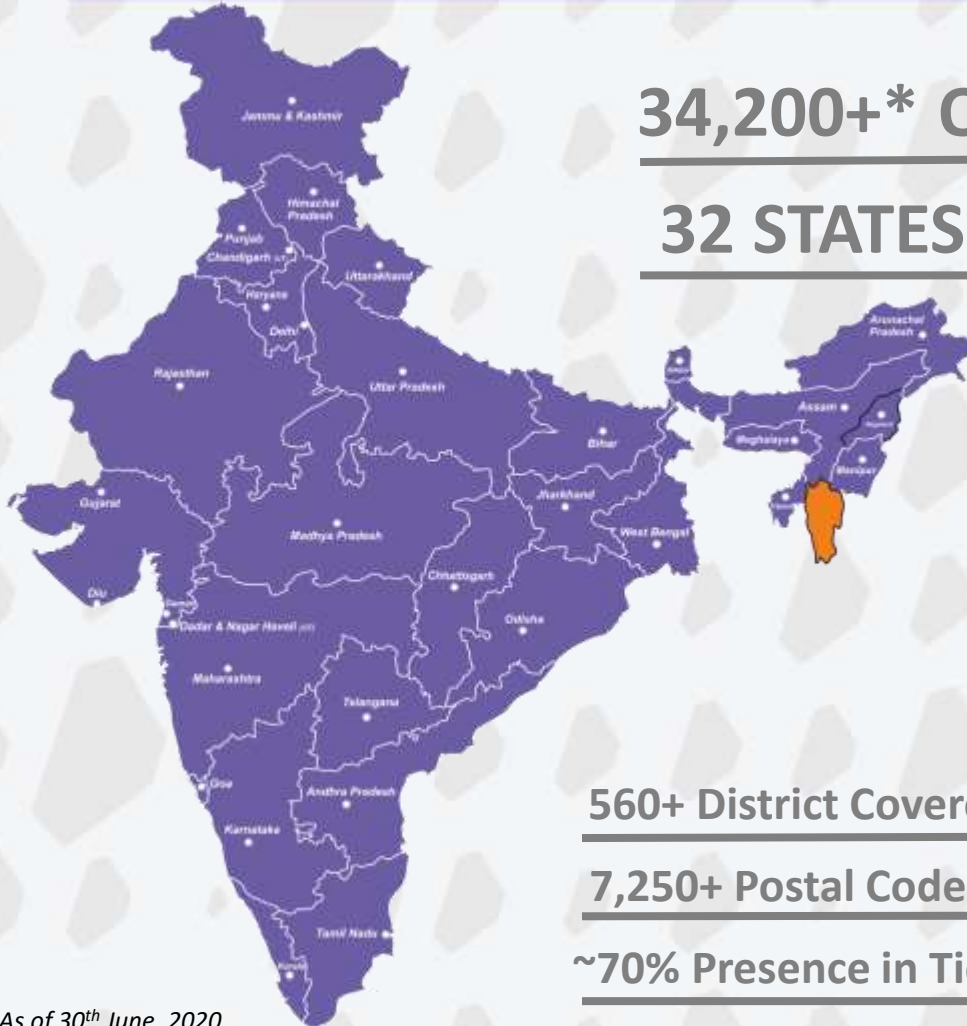 34,200+* O
32 STATES
Jammu & Kashmir
Himachal
Pradesh
Punjab
Chandigarh (UT)
Uttarakhand
Haryana
Delhi
Arunachal
Pradesh
Rajasthan
Uttar Pradesh
Assam
Bihar
Meghalaya
Manipur
Gujarat
Jharkhand
Madhya Pradesh
West Bengal
Chhattisgarh
Diu
Odisha
Dadar & Nagar Haveli (UT)
Maharashtra
Telangana
Goa
Andhra Pradesh
560+ District Cover
Karnataka
7,250+ Postal Code
Tamil Nadu
~70% Presence in Ti
Kerala
As of 30th June, 2020